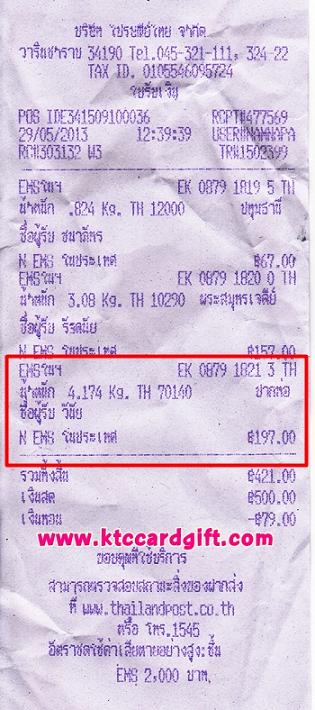 บริษัท ไปรษณีย์ไทย จำกัด
วารินชำราบ 34190 Tel.045-321-111, 324-22
TAX ID. 0105546095724
ใบรับเงิน
POS IDE341509100036 RCPT#477569
29/05/2013 12:39:39 USER#NAMNAPA
RC#303132 W3 TR#1502399
EMSในฯ EK 0879 1819 5 TH
น้ำหนัก .824 Kg. TH 12000 ปทุมธานี
ชื่อผู้รับ ชนาภัทร
N EMS ในประเทศ ฿67.00
EMSในฯ EK 0879 1820 0 TH
น้ำหนัก 3.08 Kg. TH 10290 พระสมุทรเจดีย์
ชื่อผู้รับ รัจดนัย
N EMS ในประเทศ ฿157.00
EMSในฯ EK 0879 1821 3 TH
น้ำหนัก 4.174 Kg. TH 70140 ปากท่อ
ชื่อผู้รับ วินัย
N EMS ในประเทศ ฿197.00
รวมทั้งสิ้น ฿421.00
เงินสด ฿500.00
เงินทอน -฿79.00
www.ktccardgift.com
ขอบคุณที่ใช้บริการ
สามารถตรวจสอบสถานะสิ่งของฝากส่ง
ที่ www.thailandpost.co.th
หรือ โทร.1545
อัตราชดใช้ค่าเสียหายอย่างสูง:ชิ้น
EMS 2,000 บาท,